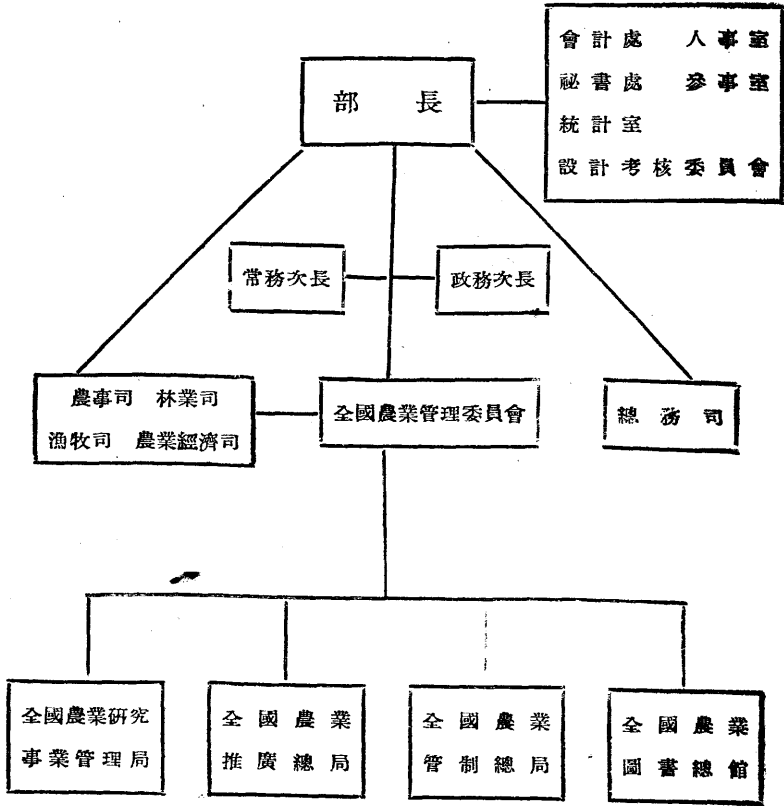 部長
會計處 人事室
祕書處 參事室
統計室
設計考核委員會
常務次長
政務次長
農事司 林業司
漁牧司 農業經濟司
全國農業管理委員會
總務司
全國農業研究
事業管理局
全國農業
推廣總局
全國農業
管制總局
全國農業
圖書總館